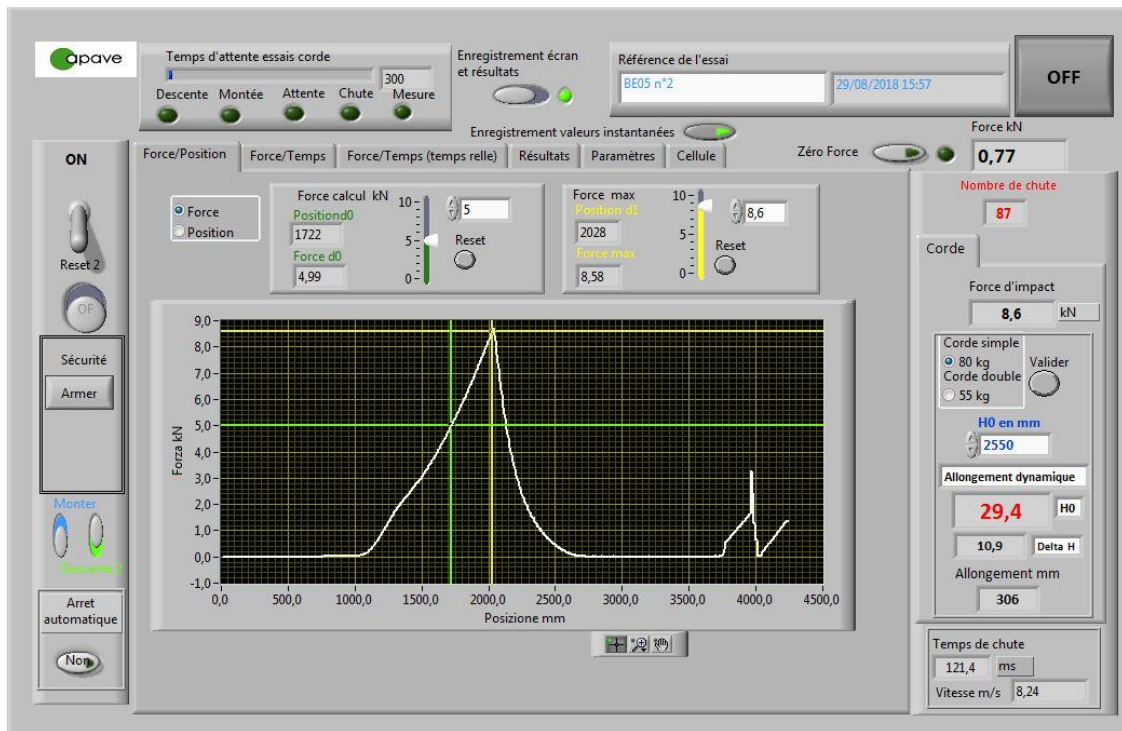 apave
Temps d'attente essais corde
300
Descente Montée Attente Chute Mesure
Enregistrement écran
et résultats
Référence de l'essai
BE05 n°2
29/08/2018 15:57
OFF
Enregistrement valeurs instantanées
Force kN
Zéro Force
0,77
ON
Reset 2
OF
Sécurité
Armer
Monter
Arret
automatique
Non
Force/Position Force/Temps Force/Temps (temps relle) Résultats Paramètres Cellule
Force
Position
Force calcul kN
Positiond0
1722
Force d0
4,99
10
5
0
5
Reset
Force max
Position d1
2028
Force max
8,58
10
5
0
8,6
Reset
9,0
8,0
7,0
6,0
5,0
4,0
3,0
2,0
1,0
0,0
-1,0
Forza kN
0,0 500,0 1000,0 1500,0 2000,0 2500,0 3000,0 3500,0 4000,0 4500,0
Posizione mm
Nombre de chute
87
Corde
Force d'impact
8,6 kN
Corde simple
80 kg
Corde double
55 kg
Valider
H0 en mm
2550
Allongement dynamique
29,4 H0
10,9 Delta H
Allongement mm
306
Temps de chute
121,4 ms
Vitesse m/s 8,24